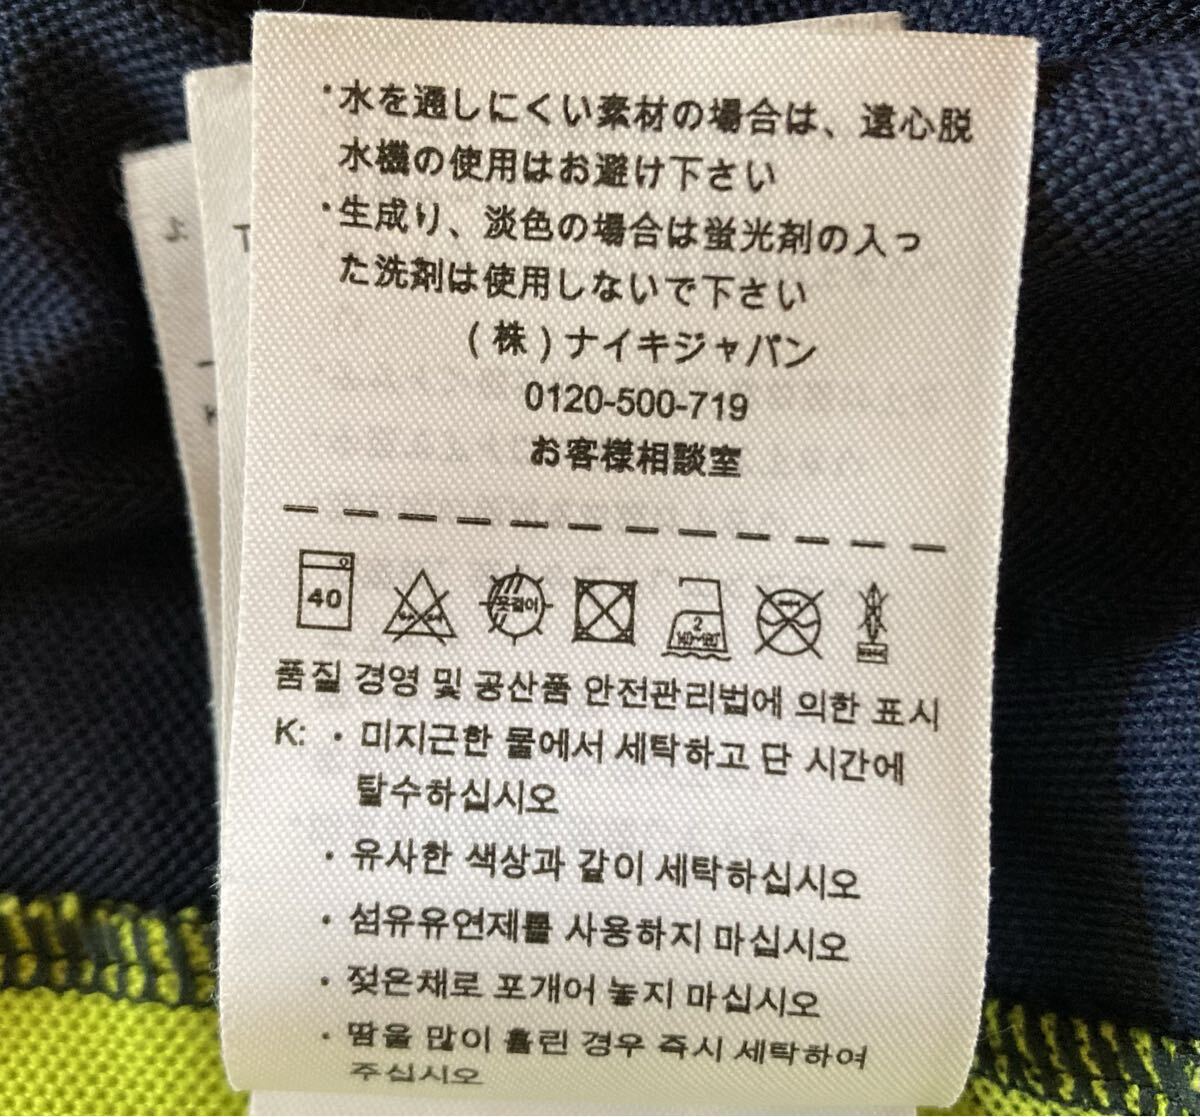 ・水を通しにくい素材の場合は、遠心脱
水機の使用はお避け下さい
・生成り、淡色の場合は蛍光剤の入っ
た洗剤は使用しないで下さい
(株)ナイキジャパン
0120-500-719
お客様相談室
40
옷걸이
2
품질 경영 및 공산품 안전관리법에 의한 표시
K: · 미지근한 물에서 세탁하고 단 시간에
탈수하십시오
· 유사한 색상과 같이 세탁하십시오
· 섬유유연제를 사용하지 마십시오
· 젖은채로 포개어 놓지 마십시오
· 땀을 많이 흘린 경우 즉시 세탁하여
주십시오